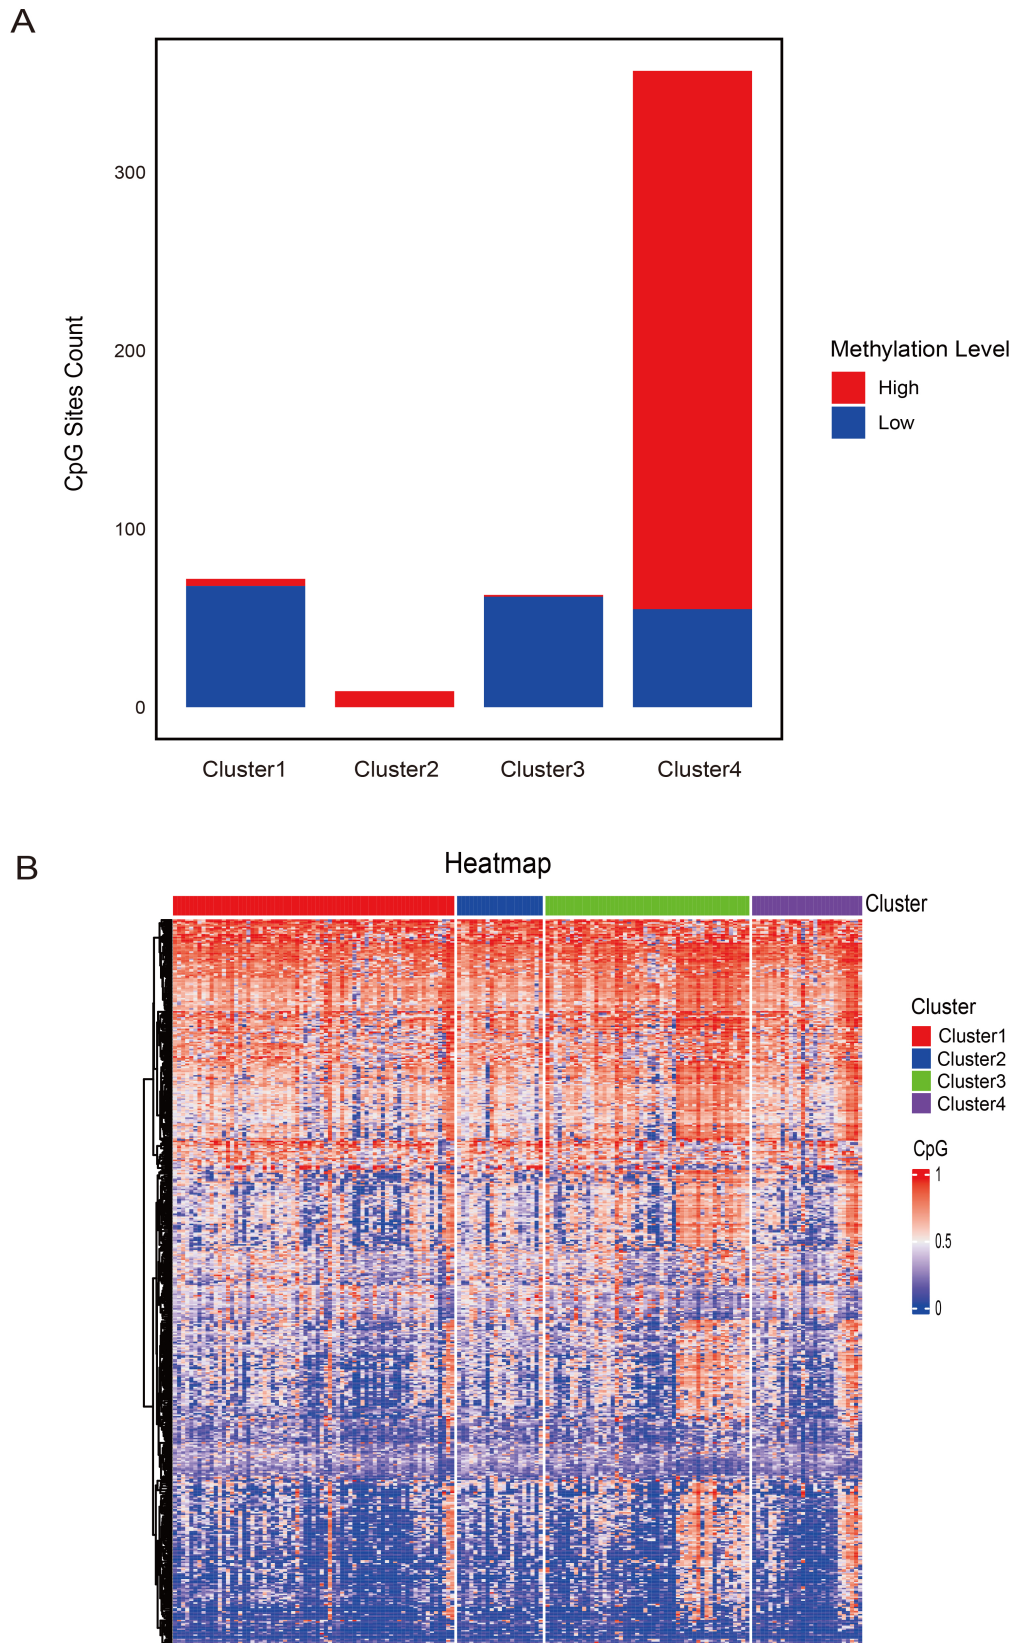 A
300
200
100
0
CpG Sites Count
Cluster1 Cluster2 Cluster3 Cluster4
Methylation Level
High
Low
B
Heatmap
Cluster
Cluster
Cluster1
Cluster2
Cluster3
Cluster4
CpG
1
0.5
0